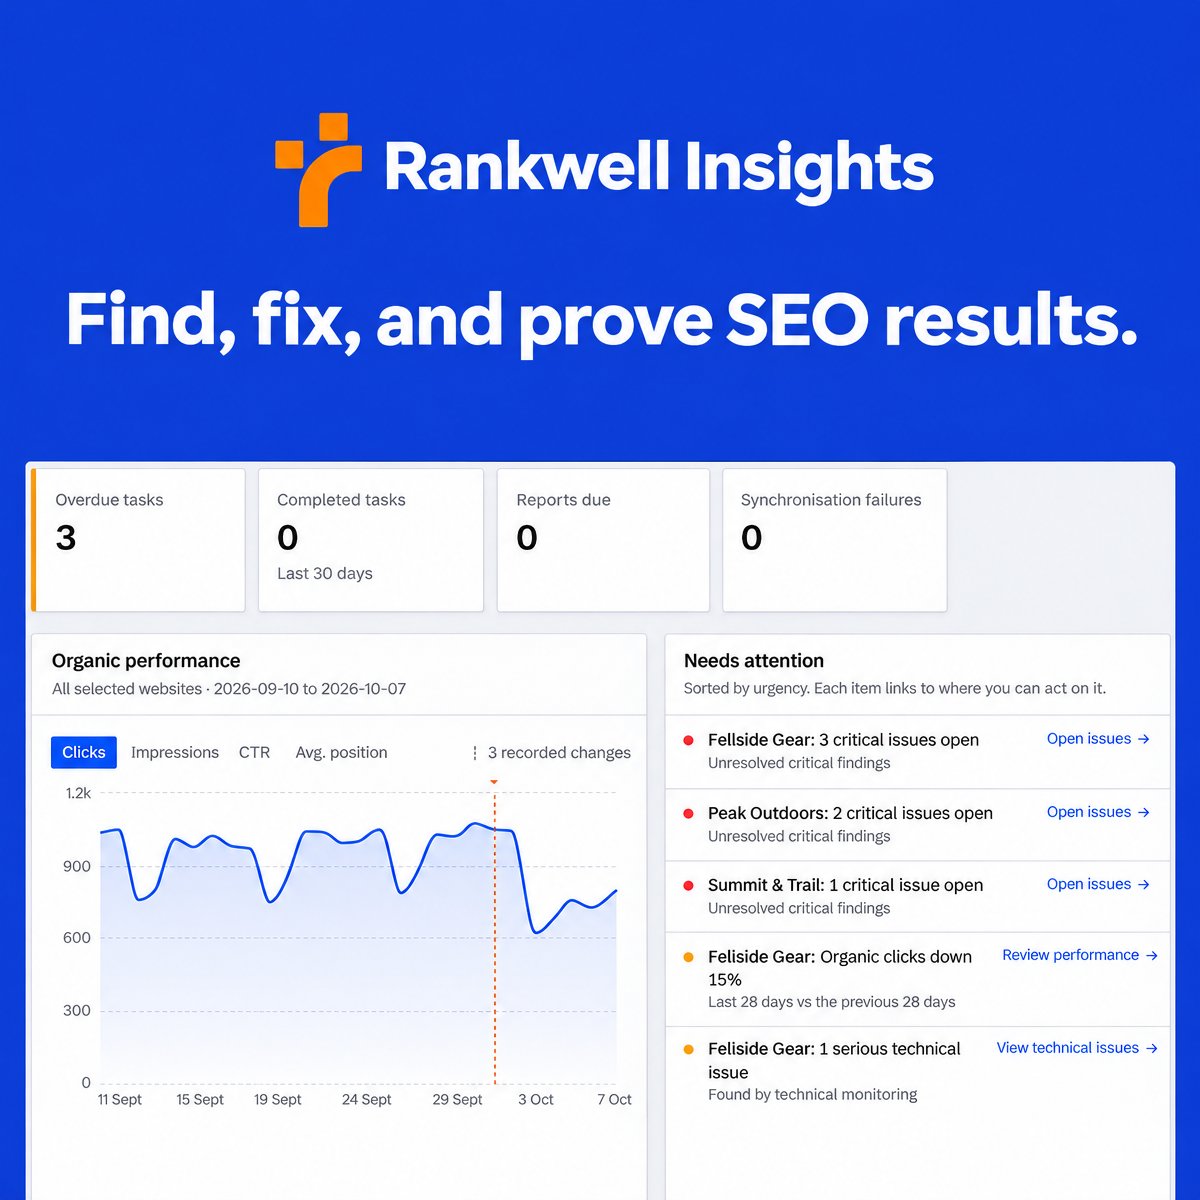 Rankwell Insights
Find, fix, and prove SEO results.
Overdue tasks
3
Completed tasks
0
Last 30 days
Reports due
0
Synchronisation failures
0
Organic performance
All selected websites · 2026-09-10 to 2026-10-07
Clicks
Impressions
CTR
Avg. position
3 recorded changes
1.2k
900
600
300
0
11 Sept
15 Sept
19 Sept
24 Sept
29 Sept
3 Oct
7 Oct
Needs attention
Sorted by urgency. Each item links to where you can act on it.
Fellside Gear: 3 critical issues open
Open issues →
Unresolved critical findings
Peak Outdoors: 2 critical issues open
Open issues →
Unresolved critical findings
Summit & Trail: 1 critical issue open
Open issues →
Unresolved critical findings
Feliside Gear: Organic clicks down
15%
Review performance →
Last 28 days vs the previous 28 days
Feliside Gear: 1 serious technical
issue
View technical issues →
Found by technical monitoring